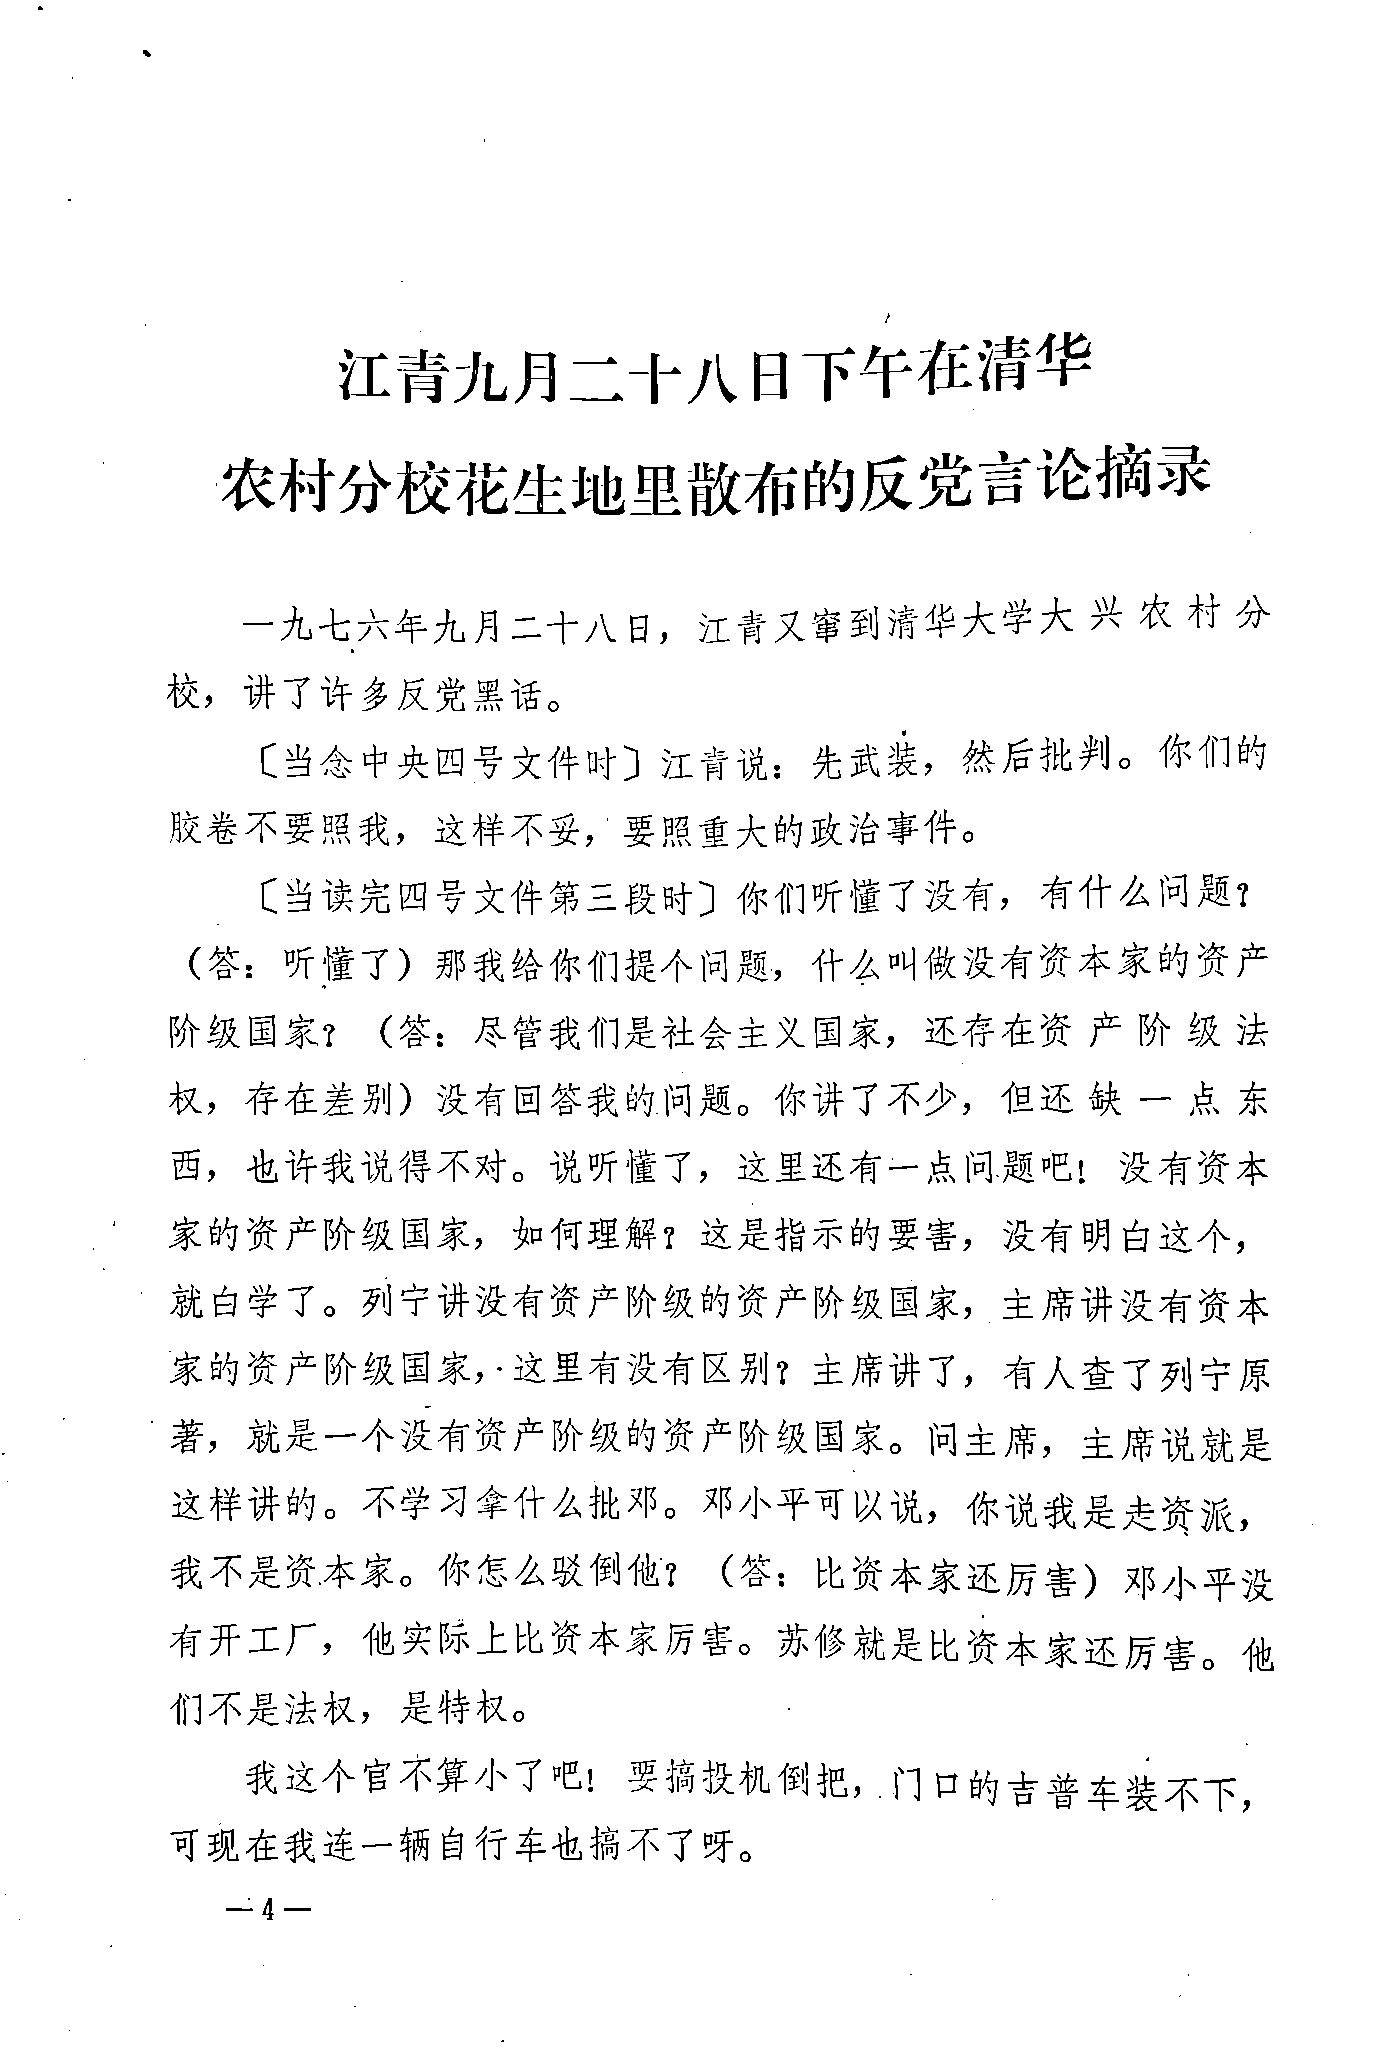 江青九月二十八日下午在清华
农村分校花生地里散布的反党言论摘录
一九七六年九月二十八日，江青又窜到清华大学大兴农村分
校，讲了许多反党黑话。
〔当念中央四号文件时〕江青说：先武装，然后批判。你们的
胶卷不要照我，这样不妥，要照重大的政治事件。
〔当读完四号文件第三段时〕你们听懂了没有，有什么问题？
（答：听懂了）那我给你们提个问题，什么叫做没有资本家的资产
阶级国家？（答：尽管我们是社会主义国家，还存在资产阶级法
权，存在差别）没有回答我的问题。你讲了不少，但还缺一点东
西，也许我说得不对。说听懂了，这里还有一点问题吧！没有资本
家的资产阶级国家，如何理解？这是指示的要害，没有明白这个，
就白学了。列宁讲没有资产阶级的资产阶级国家，主席讲没有资本
家的资产阶级国家，这里有没有区别？主席讲了，有人查了列宁原
著，就是一个没有资产阶级的资产阶级国家。问主席，主席说就是
这样讲的。不学习拿什么批邓。邓小平可以说，你说我是走资派，
我不是资本家。你怎么驳倒他？（答：比资本家还厉害）邓小平没
有开工厂，他实际上比资本家厉害。苏修就是比资本家还厉害。他
们不是法权，是特权。
我这个官不算小了吧！要搞投机倒把，门口的吉普车装不下，
可现在我连一辆自行车也搞不了呀。
—4—